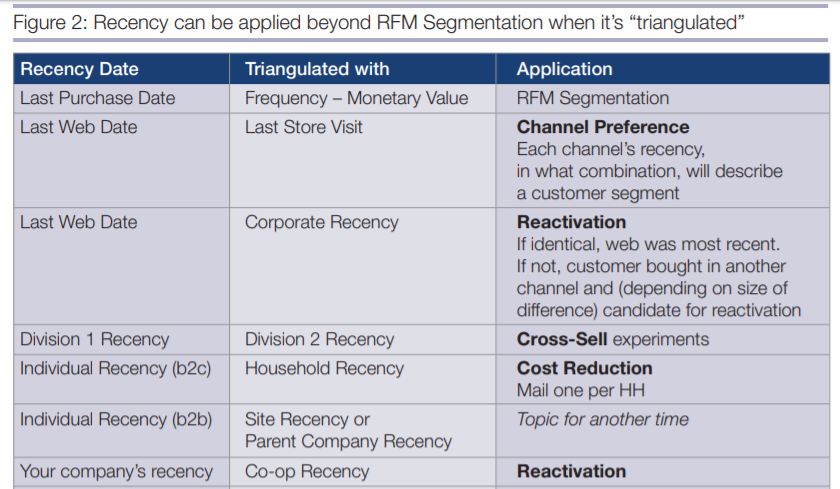 Figure 2: Recency can be applied beyond RFM Segmentation when it’s “triangulated”
Recency Date Triangulated with Application
Last Purchase Date Frequency – Monetary Value RFM Segmentation
Last Web Date Last Store Visit Channel Preference
Each channel’s recency,
in what combination, will describe
a customer segment
Last Web Date Corporate Recency Reactivation
If identical, web was most recent.
If not, customer bought in another
channel and (depending on size of
difference) candidate for reactivation
Division 1 Recency Division 2 Recency Cross-Sell experiments
Individual Recency (b2c) Household Recency Cost Reduction
Mail one per HH
Individual Recency (b2b) Site Recency or Topic for another time
Parent Company Recency
Your company’s recency Co-op Recency Reactivation